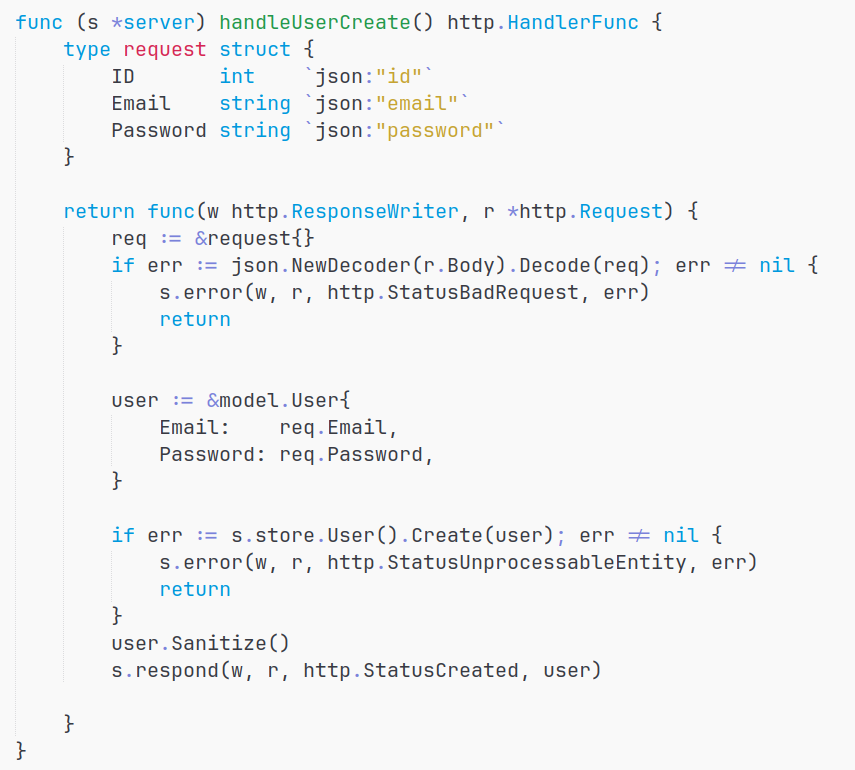 func (s *server) handleUserCreate() http.HandlerFunc {
    type request struct {
        ID       int    `json:"id"`
        Email    string `json:"email"`
        Password string `json:"password"`
    }

    return func(w http.ResponseWriter, r *http.Request) {
        req := &request{}
        if err := json.NewDecoder(r.Body).Decode(req); err != nil {
            s.error(w, r, http.StatusBadRequest, err)
            return
        }

        user := &model.User{
            Email:    req.Email,
            Password: req.Password,
        }

        if err := s.store.User().Create(user); err != nil {
            s.error(w, r, http.StatusUnprocessableEntity, err)
            return
        }
        user.Sanitize()
        s.respond(w, r, http.StatusCreated, user)

    }
}